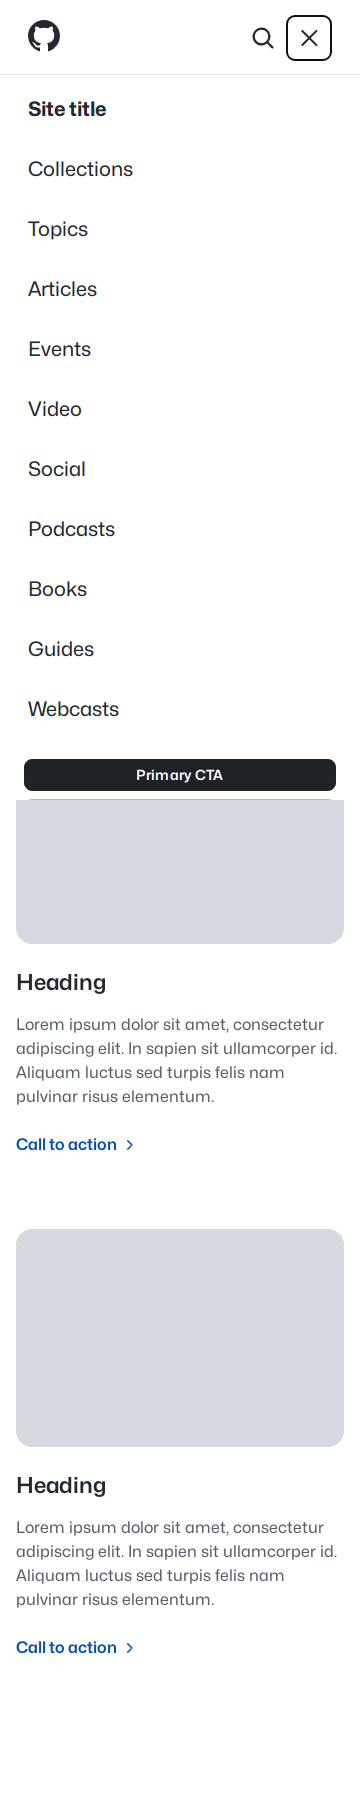 Site title
Collections
Topics
Articles
Events
Video
Social
Podcasts
Books
Guides
Webcasts
Primary CTA
Heading
Lorem ipsum dolor sit amet, consectetur
adipiscing elit. In sapien sit ullamcorper id.
Aliquam luctus sed turpis felis nam
pulvinar risus elementum.
Call to action
Heading
Lorem ipsum dolor sit amet, consectetur
adipiscing elit. In sapien sit ullamcorper id.
Aliquam luctus sed turpis felis nam
pulvinar risus elementum.
Call to action